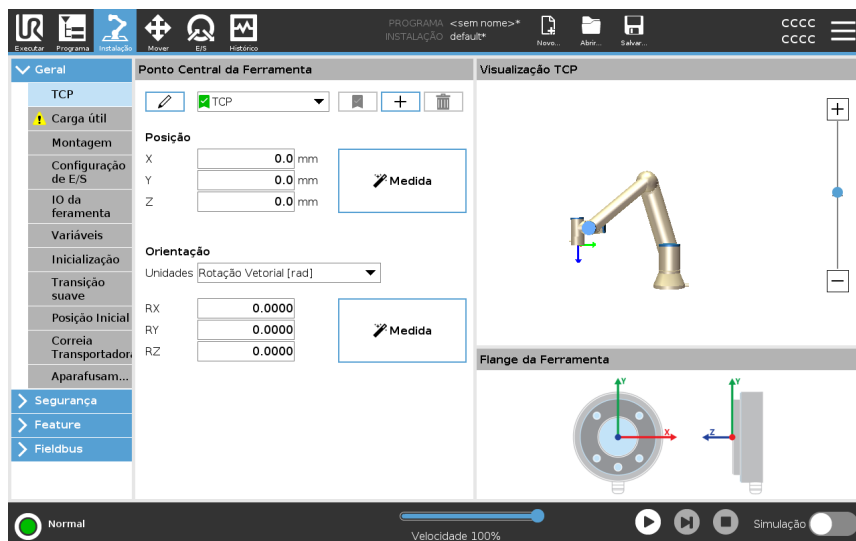 PROGRAMA <sem nome>*
INSTALAÇÃO default*
CCCC
CCCC
Executar Programa Instalação Mover E/S Histórico Novo... Abrir... Salvar...
Geral
TCP
Carga útil
Montagem
Configuração
de E/S
IO da
feramenta
Variáveis
Inicialização
Transição
suave
Posição Inicial
Correia
Transportadora
Aparafusam...
Segurança
Feature
Fieldbus
Ponto Central da Ferramenta
TCP
Posição
X 0.0 mm
Y 0.0 mm
Z 0.0 mm
Medida
Orientação
Unidades Rotação Vetorial [rad]
RX 0.0000
RY 0.0000
RZ 0.0000
Medida
Visualização TCP
Flange da Ferramenta
Y
X
Y
Z
Normal
Velocidade 100%
Simulação